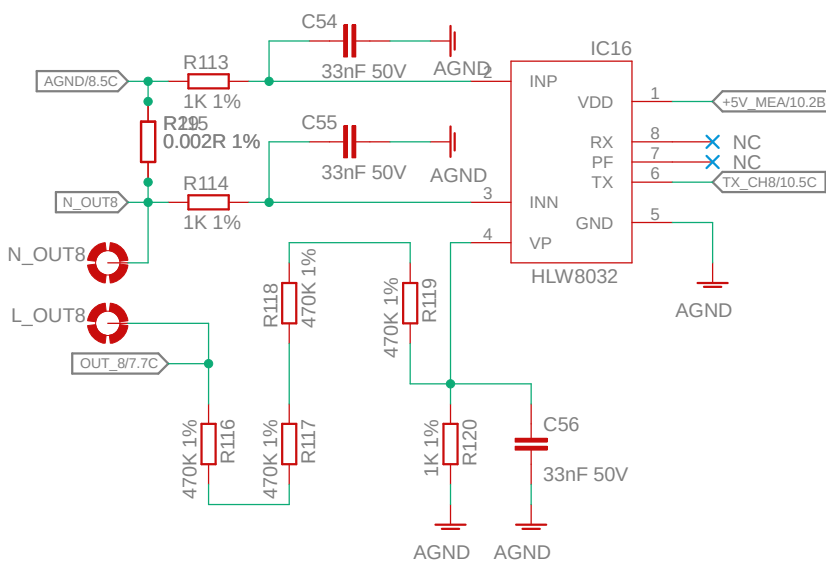 C54
33nF 50V
AGND
R113
1K 1%
AGND/8.5C
0.002R 1%
C55
33nF 50V
AGND
R114
1K 1%
N_OUT8
N_OUT8
L_OUT8
OUT_8/7.7C
IC16
2 INP
3 INN
4 VP
VDD 1
RX 8
PF 7
TX 6
GND 5
HLW8032
+5V_MEA/10.2B
NC
NC
TX_CH8/10.5C
AGND
R118
470K 1%
470K 1%
R119
470K 1%
R116
470K 1%
R117
1K 1%
R120
C56
33nF 50V
AGND
AGND